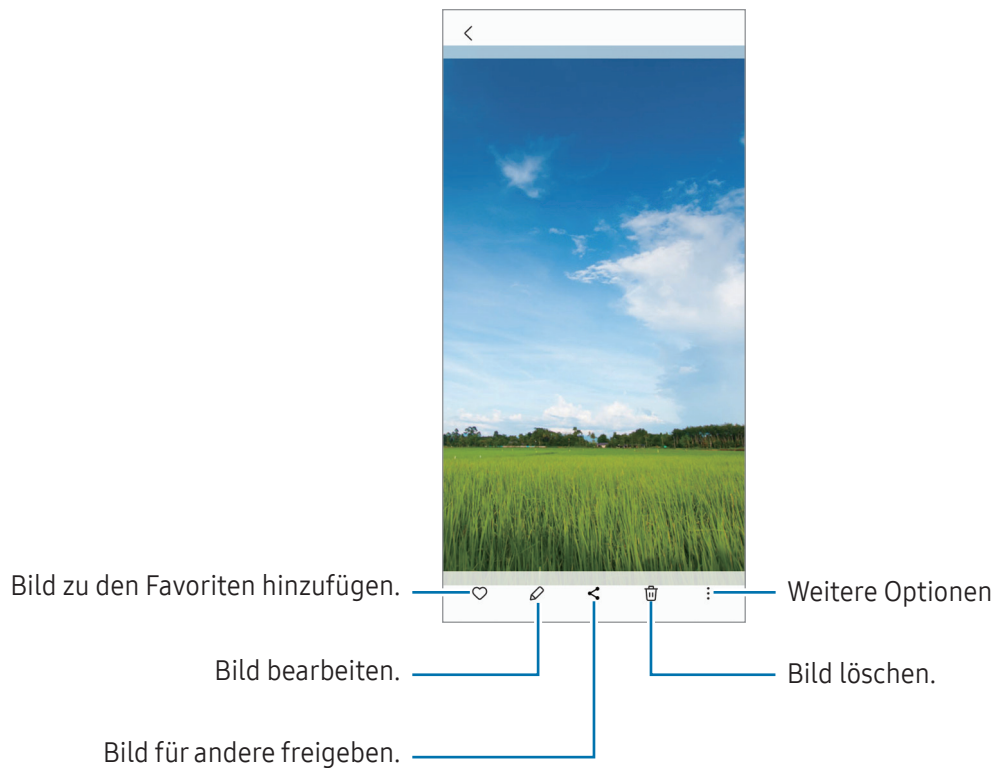 Bild zu den Favoriten hinzufügen.
Weitere Optionen
Bild bearbeiten.
Bild löschen.
Bild für andere freigeben.